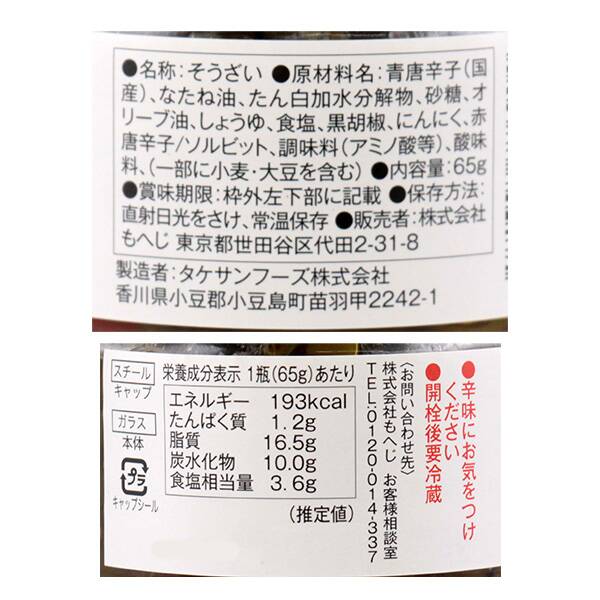 ●名称:そうざい ●原材料名:青唐辛子(国
産)、なたね油、たん白加水分解物、砂糖、オ
リーブ油、しょうゆ、食塩、黒胡椒、にんにく、赤
唐辛子/ソルビット、調味料(アミノ酸等)、酸味
料、(一部に小麦・大豆を含む) ●内容量:65g
●賞味期限:枠外左下部に記載 ●保存方法:
直射日光をさけ、常温保存 ●販売者:株式会社
もへじ 東京都世田谷区代田2-31-8
製造者:タケサンフーズ株式会社
香川県小豆郡小豆島町苗羽甲2242-1
スチール
キャップ
ガラス
本体
プラ
キャップシール
栄養成分表示 1瓶(65g)あたり
エネルギー 193kcal
たんぱく質 1.2g
脂質 16.5g
炭水化物 10.0g
食塩相当量 3.6g
(推定値)
●辛味にお気をつけ
ください
●開栓後要冷蔵
〈お問い合わせ先〉
株式会社もへじ お客様相談室
TEL:0120-014-337